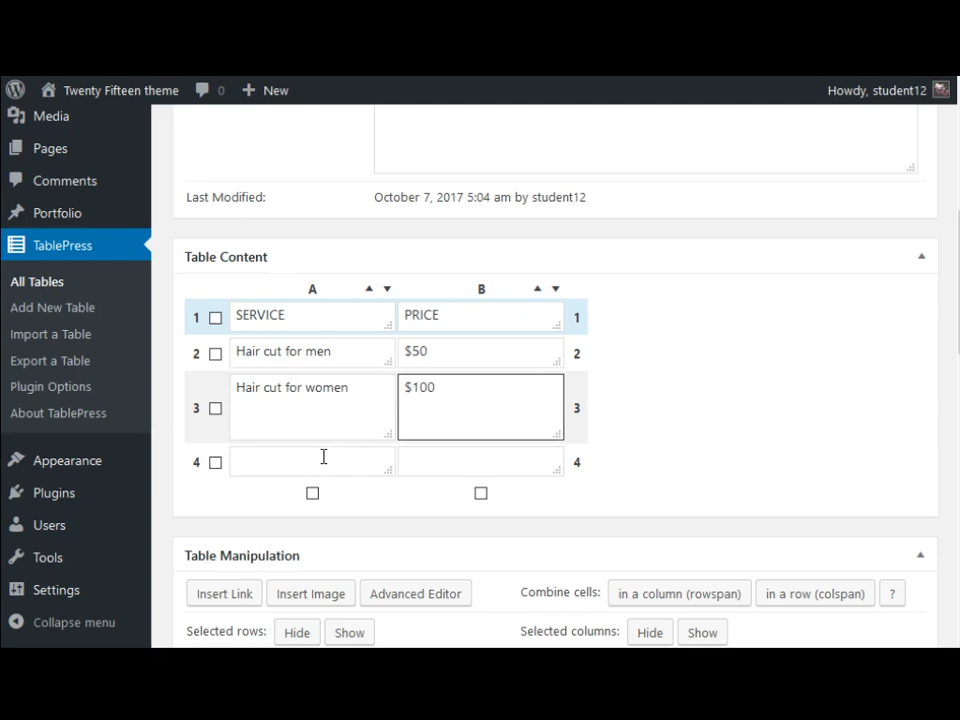 Twenty Fifteen theme 0 New Howdy, student12
Media
Pages
Comments
Portfolio
TablePress
All Tables
Add New Table
Import a Table
Export a Table
Plugin Options
About TablePress
Appearance
Plugins
Users
Tools
Settings
Collapse menu
Last Modified: October 7, 2017 5:04 am by student12
Table Content
A B
1 SERVICE PRICE 1
2 Hair cut for men $50 2
3 Hair cut for women $100 3
4 4
Table Manipulation
Insert Link Insert Image Advanced Editor Combine cells: in a column (rowspan) in a row (colspan) ?
Selected rows: Hide Show Selected columns: Hide Show